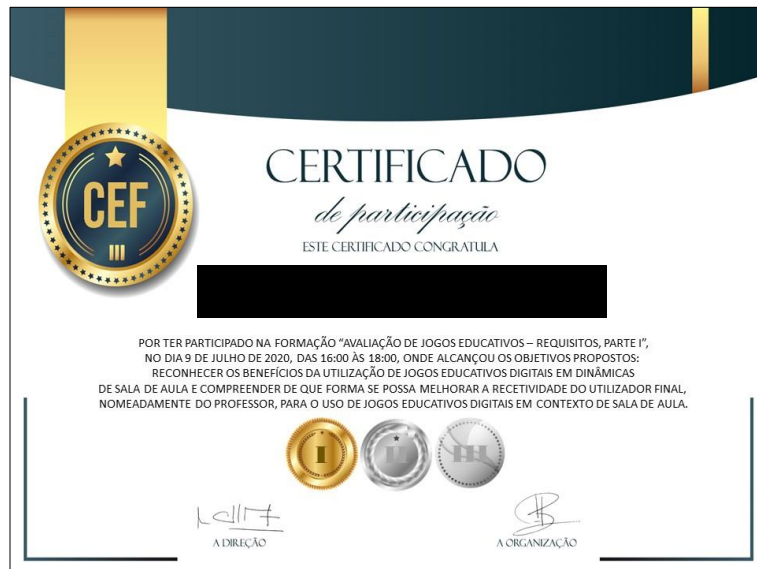 CEF
III
CERTIFICADO
de participação
ESTE CERTIFICADO CONGRATULA
POR TER PARTICIPADO NA FORMAÇÃO “AVALIAÇÃO DE JOGOS EDUCATIVOS – REQUISITOS, PARTE I”,
NO DIA 9 DE JULHO DE 2020, DAS 16:00 ÀS 18:00, ONDE ALCANÇOU OS OBJETIVOS PROPOSTOS:
RECONHECER OS BENEFÍCIOS DA UTILIZAÇÃO DE JOGOS EDUCATIVOS DIGITAIS EM DINÂMICAS
DE SALA DE AULA E COMPREENDER DE QUE FORMA SE POSSA MELHORAR A RECETIVIDADE DO UTILIZADOR FINAL,
NOMEADAMENTE DO PROFESSOR, PARA O USO DE JOGOS EDUCATIVOS DIGITAIS EM CONTEXTO DE SALA DE AULA.
I II III
A DIREÇÃO A ORGANIZAÇÃO